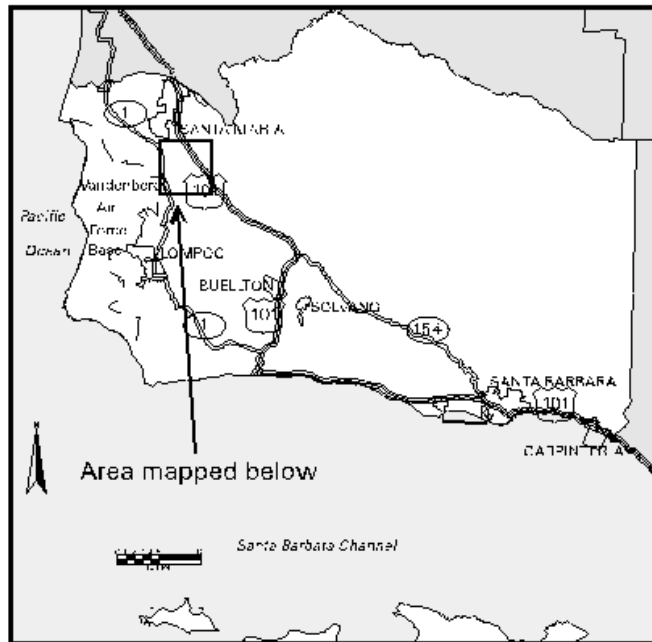 1
SANTA MARIA
Vandenberg
101
Air
Pacific
Force
Ocean
Base
LOMPOC
BUELLTON
101
SOLVANG
1
154
SANTA BARBARA
101
CARPINTERIA
Area mapped below
Santa Barbara Channel